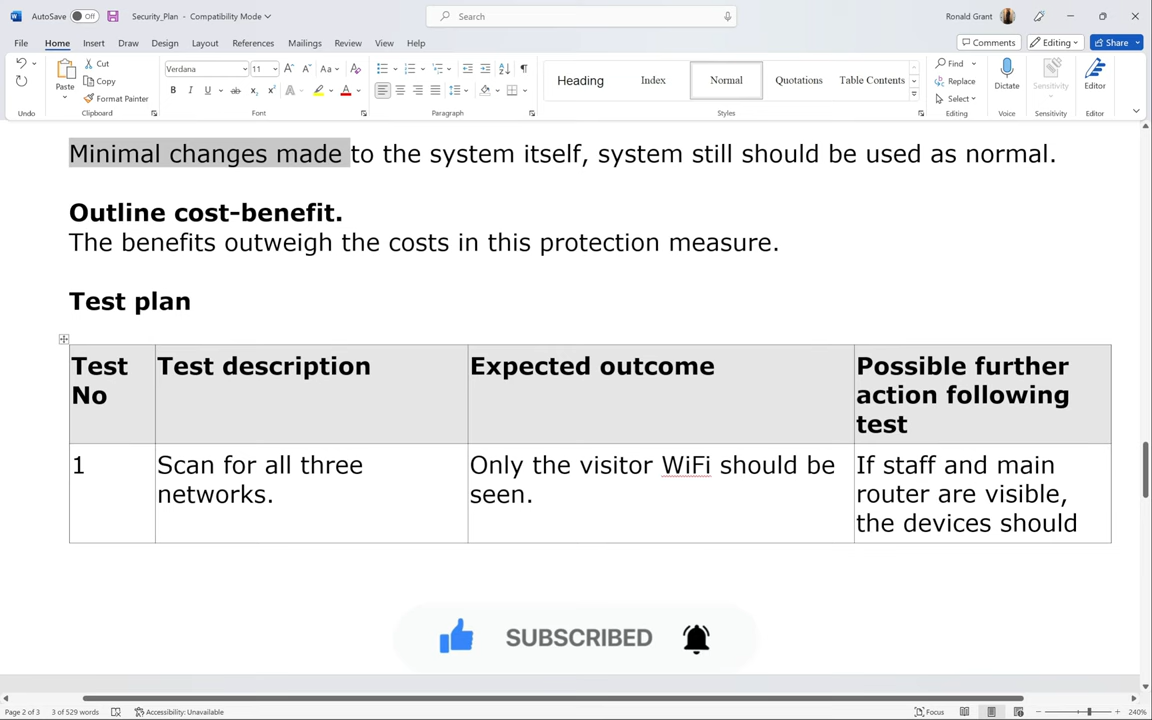 AutoSave Off Security_Plan - Compatibility Mode Search Ronald Grant
File Home Insert Draw Design Layout References Mailings Review View Help Comments Editing Share
Undo
Paste
Cut
Copy
Format Painter
Clipboard
Verdana 11
Font
Paragraph
Heading Index Normal Quotations Table Contents
Styles
Find
Replace
Select
Editing
Dictate
Voice
Sensitivity
Sensitivity
Editor
Editor
Minimal changes made to the system itself, system still should be used as normal.
Outline cost-benefit.
The benefits outweigh the costs in this protection measure.
Test plan
Test No
Test description
Expected outcome
Possible further
action following
test
1
Scan for all three
networks.
Only the visitor WiFi should be
seen.
If staff and main
router are visible,
the devices should
SUBSCRIBED
Page 2 of 3 3 of 529 words Accessibility: Unavailable Focus 240%